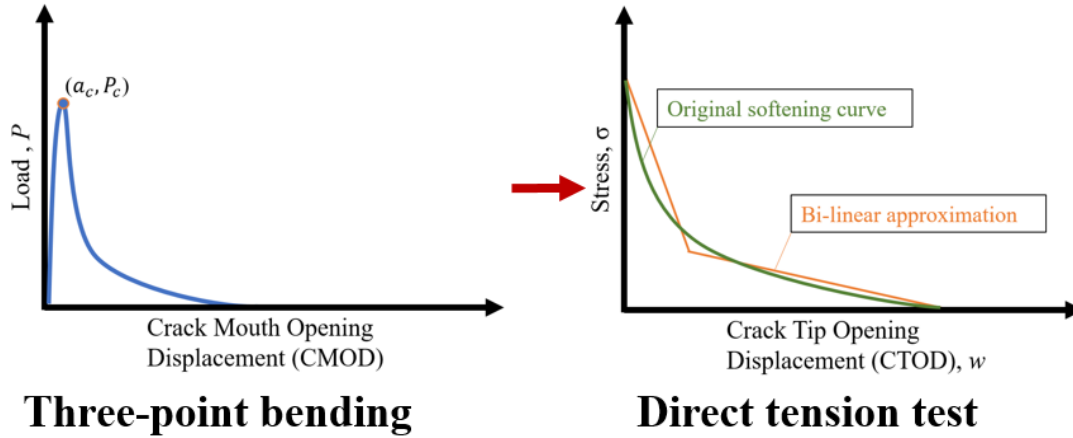 (a_c, P_c)
Load , P
Crack Mouth Opening
Displacement (CMOD)
Three-point bending
Original softening curve
Bi-linear approximation
Stress, σ
Crack Tip Opening
Displacement (CTOD), w
Direct tension test